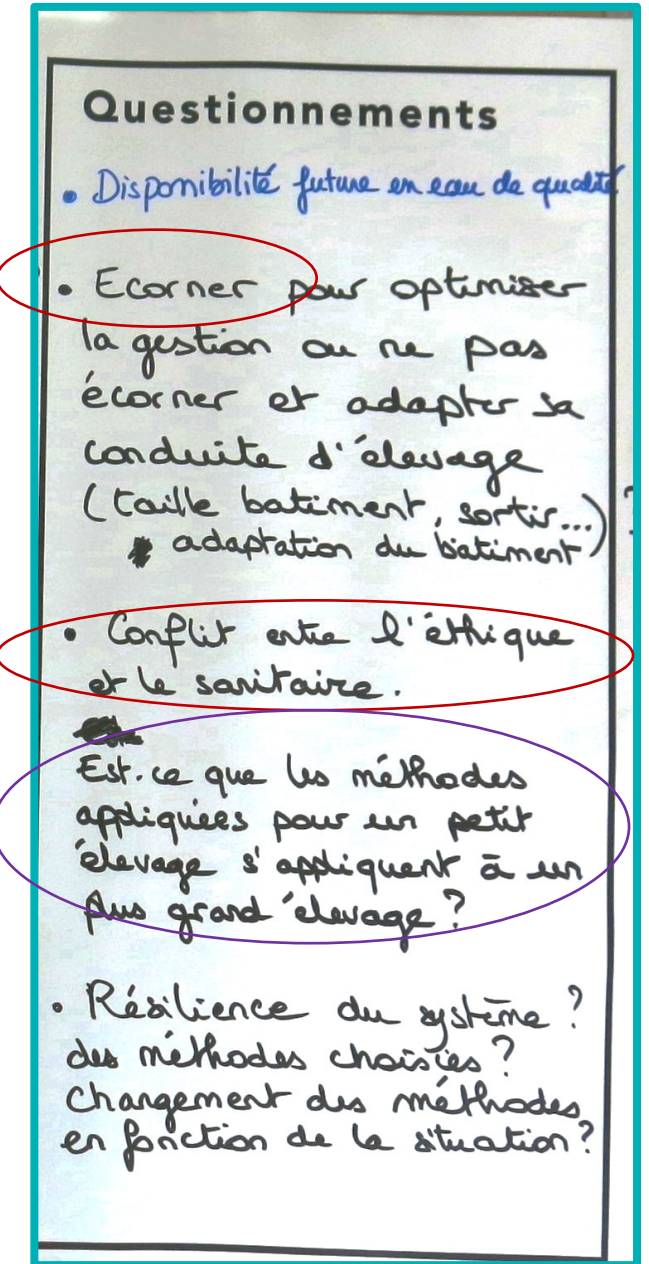 Questionnements
• Disponibilité future en eau de qualité
• Ecorner pour optimiser
la gestion ou ne pas
écorner et adapter sa
conduite d'élevage
(taille batiment, sortir...) ?
adaptation du bâtiment
• Conflit entre l'éthique
et le sanitaire.
Est-ce que les méthodes
appliquées pour un petit
élevage s'appliquent à un
plus grand élevage ?
• Résilience du système ?
des méthodes choisies ?
Changement des méthodes
en fonction de la situation ?